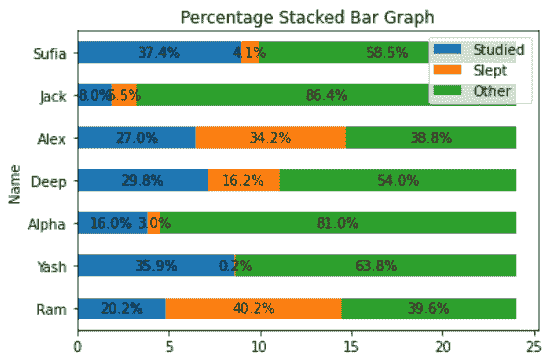 Percentage Stacked Bar Graph
Studied
Slept
Other
Name
Sufia 37.4% 4.1% 58.5%
Jack 8.0% 5.5% 86.4%
Alex 27.0% 34.2% 38.8%
Deep 29.8% 16.2% 54.0%
Alpha 16.0% 3.0% 81.0%
Yash 35.9% 0.2% 63.8%
Ram 20.2% 40.2% 39.6%
0 5 10 15 20 25